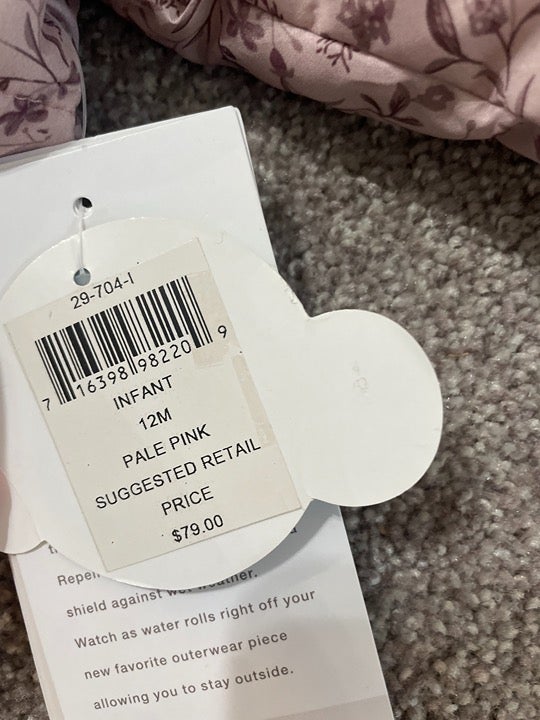 29-704-I
7 16398 98220 9
INFANT
12M
PALE PINK
SUGGESTED RETAIL
PRICE
$79.00
shield against wet weather.
Watch as water rolls right off your
new favorite outerwear piece
allowing you to stay outside.